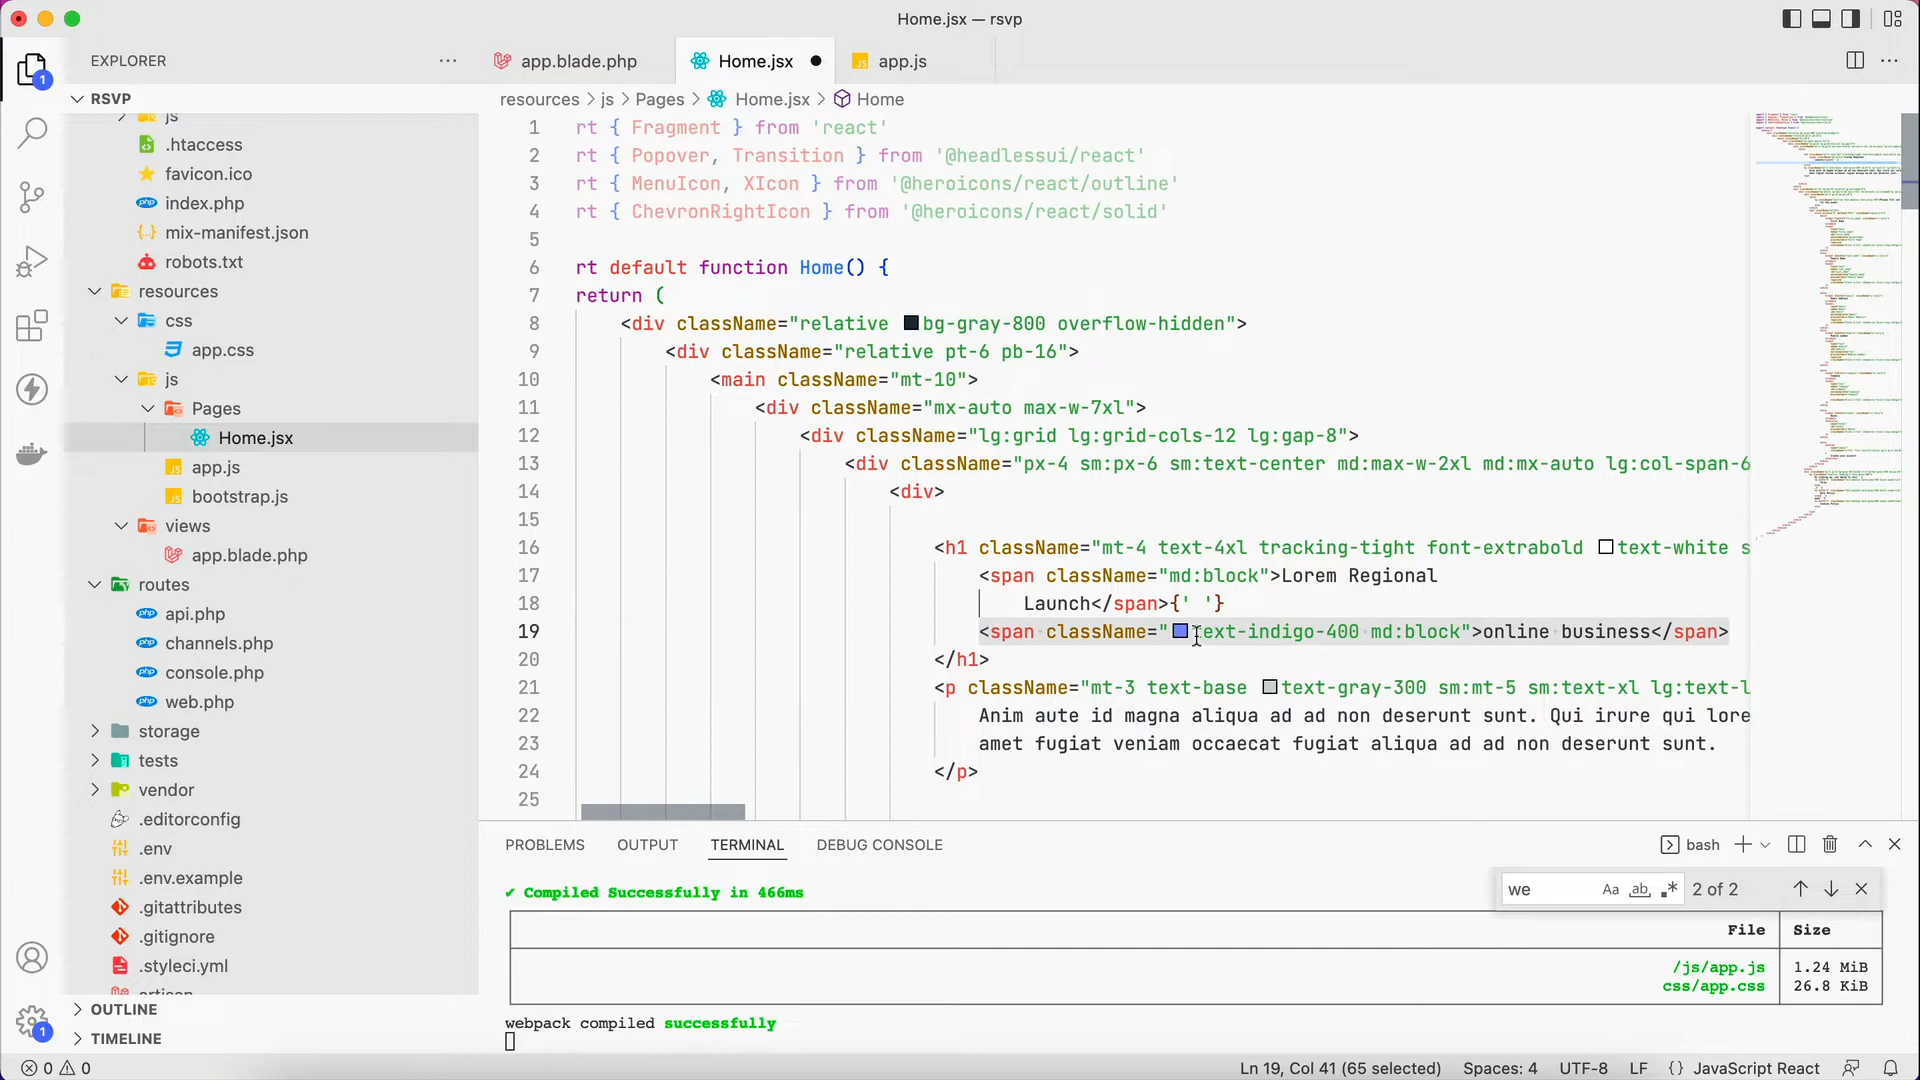 Home.jsx — rsvp
EXPLORER
RSVP
js
.htaccess
favicon.ico
index.php
mix-manifest.json
robots.txt
resources
css
app.css
js
Pages
Home.jsx
app.js
bootstrap.js
views
app.blade.php
routes
api.php
channels.php
console.php
web.php
storage
tests
vendor
.editorconfig
.env
.env.example
.gitattributes
.gitignore
.styleci.yml
artisan
OUTLINE
TIMELINE
app.blade.php
Home.jsx
app.js
resources > js > Pages > Home.jsx > Home
1 rt { Fragment } from 'react'
2 rt { Popover, Transition } from '@headlessui/react'
3 rt { MenuIcon, XIcon } from '@heroicons/react/outline'
4 rt { ChevronRightIcon } from '@heroicons/react/solid'
5
6 rt default function Home() {
7 return (
8 <div className="relative bg-gray-800 overflow-hidden">
9 <div className="relative pt-6 pb-16">
10 <main className="mt-10">
11 <div className="mx-auto max-w-7xl">
12 <div className="lg:grid lg:grid-cols-12 lg:gap-8">
13 <div className="px-4 sm:px-6 sm:text-center md:max-w-2xl md:mx-auto lg:col-span-6
14 <div>
15
16 <h1 className="mt-4 text-4xl tracking-tight font-extrabold text-white s
17 <span className="md:block">Lorem Regional
18 Launch</span>{' '}
19 <span className="text-indigo-400 md:block">online business</span>
20 </h1>
21 <p className="mt-3 text-base text-gray-300 sm:mt-5 sm:text-xl lg:text-l
22 Anim aute id magna aliqua ad ad non deserunt sunt. Qui irure qui lore
23 amet fugiat veniam occaecat fugiat aliqua ad ad non deserunt sunt.
24 </p>
25
PROBLEMS OUTPUT TERMINAL DEBUG CONSOLE
bash
we Aa ab 2 of 2
✔ Compiled Successfully in 466ms
File Size
/js/app.js 1.24 MiB
css/app.css 26.8 KiB
webpack compiled successfully
1
1
0 0
Ln 19, Col 41 (65 selected) Spaces: 4 UTF-8 LF {} JavaScript React